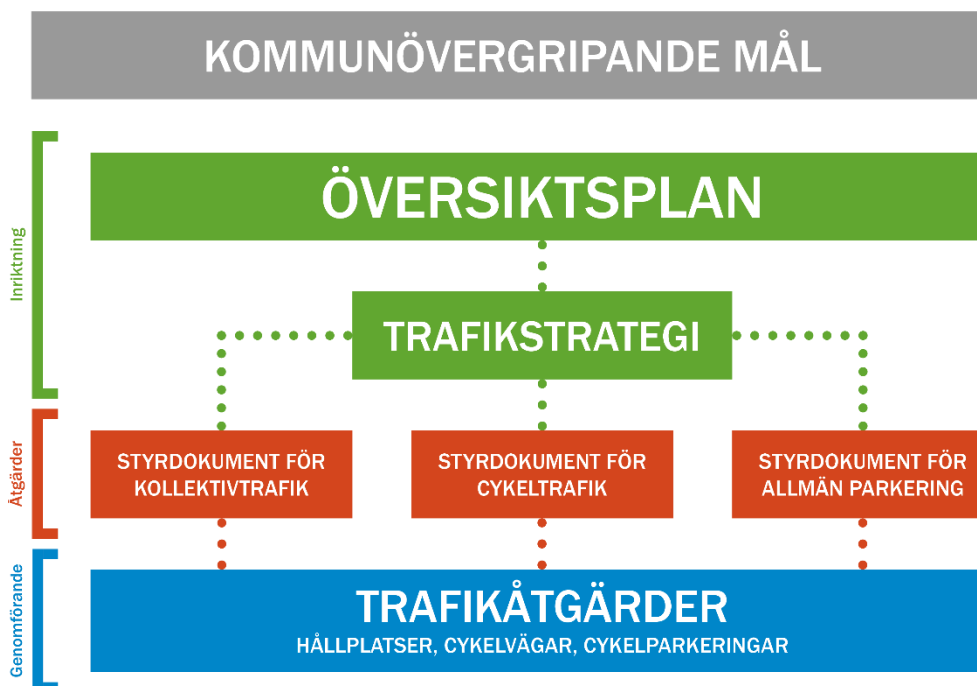 KOMMUNÖVERGRIPANDE MÅL
Inriktning
ÖVERSIKTSPLAN
TRAFIKSTRATEGI
Åtgärder
STYRDOKUMENT FÖR
KOLLEKTIVTRAFIK
STYRDOKUMENT FÖR
CYKELTRAFIK
STYRDOKUMENT FÖR
ALLMÄN PARKERING
Genomförande
TRAFIKÅTGÄRDER
HÅLLPLATSER, CYKELVÄGAR, CYKELPARKERINGAR